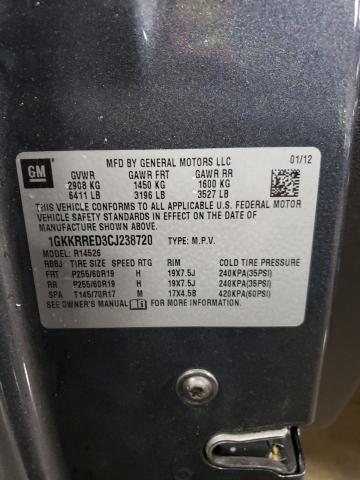 GM
MFD BY GENERAL MOTORS LLC 01/12
GVWR GAWR FRT GAWR RR
2908 KG 1450 KG 1600 KG
6411 LB 3196 LB 3527 LB
THIS VEHICLE CONFORMS TO ALL APPLICABLE U.S. FEDERAL MOTOR
VEHICLE SAFETY STANDARDS IN EFFECT ON THE DATE OF
MANUFACTURE SHOWN ABOVE.
1GKKRRED3CJ238720 TYPE: M.P.V.
MODEL: R14526
RBBJ TIRE SIZE SPEED RTG RIM COLD TIRE PRESSURE
FRT P255/60R19 H 19X7.5J 240KPA(35PSI)
RR P255/60R19 H 19X7.5J 240KPA(35PSI)
SPA T145/70R17 M 17X4.5B 420KPA(60PSI)
SEE OWNER'S MANUAL i FOR MORE INFORMATION.